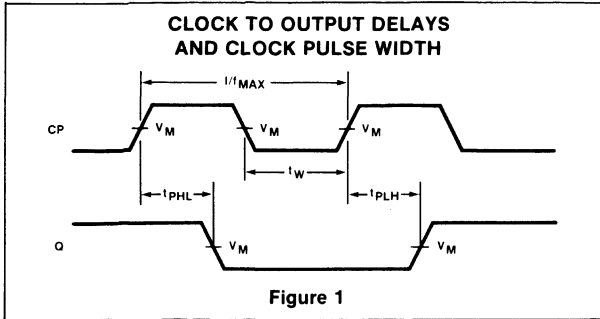 CLOCK TO OUTPUT DELAYS
AND CLOCK PULSE WIDTH
I/fMAX
CP
VM
VM
VM
tW
tPHL
tPLH
Q
VM
VM
Figure 1